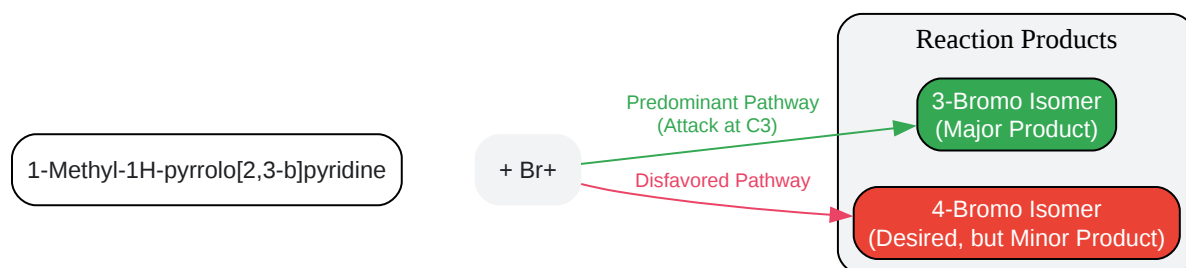 Reaction Products
Predominant Pathway
(Attack at C3)
3-Bromo Isomer
(Major Product)
1-Methyl-1H-pyrrolo[2,3-b]pyridine
+ Br+
Disfavored Pathway
4-Bromo Isomer
(Desired, but Minor Product)